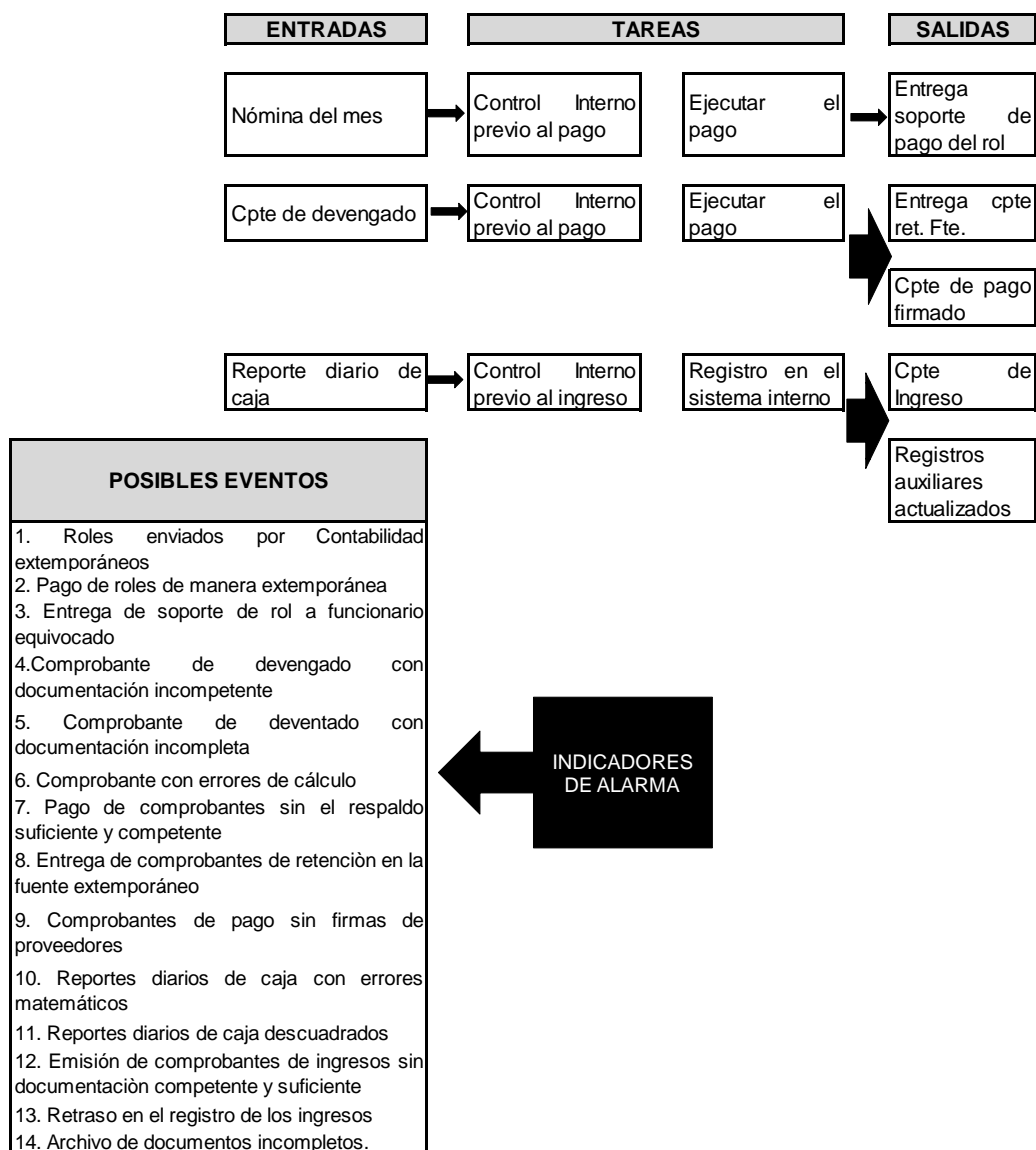 ENTRADAS
TAREAS
SALIDAS
Nómina del mes
Control Interno
previo al pago
Ejecutar el
pago
Entrega
soporte de
pago del rol
Cpte de devengado
Control Interno
previo al pago
Ejecutar el
pago
Entrega cpte
ret. Fte.
Cpte de pago
firmado
Reporte diario de
caja
Control Interno
previo al ingreso
Registro en el
sistema interno
Cpte de
Ingreso
Registros
auxiliares
actualizados
POSIBLES EVENTOS
1. Roles enviados por Contabilidad
extemporáneos
2. Pago de roles de manera extemporánea
3. Entrega de soporte de rol a funcionario
equivocado
4.Comprobante de devengado con
documentación incompetente
5. Comprobante de deventado con
documentación incompleta
6. Comprobante con errores de cálculo
7. Pago de comprobantes sin el respaldo
suficiente y competente
8. Entrega de comprobantes de retenciòn en la
fuente extemporáneo
9. Comprobantes de pago sin firmas de
proveedores
10. Reportes diarios de caja con errores
matemáticos
11. Reportes diarios de caja descuadrados
12. Emisión de comprobantes de ingresos sin
documentaciòn competente y suficiente
13. Retraso en el registro de los ingresos
14. Archivo de documentos incompletos.
INDICADORES
DE ALARMA